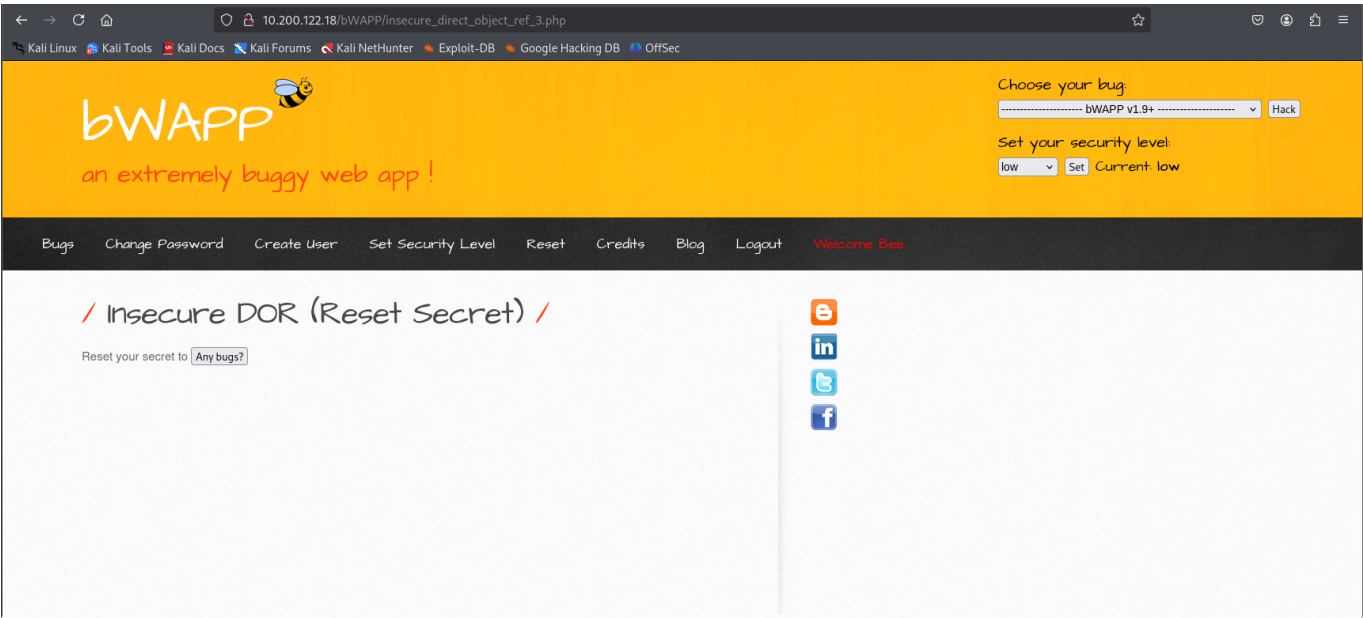 10.200.122.18/bWAPP/insecure_direct_object_ref_3.php
Kali Linux Kali Tools Kali Docs Kali Forums Kali NetHunter Exploit-DB Google Hacking DB OffSec
bWAPP
an extremely buggy web app !
Choose your bug:
---------------------- bWAPP v1.9+ --------------------- Hack
Set your security level:
low Set Current: low
Bugs Change Password Create User Set Security Level Reset Credits Blog Logout Welcome Bee
/ Insecure DOR (Reset Secret) /
Reset your secret to Any bugs?